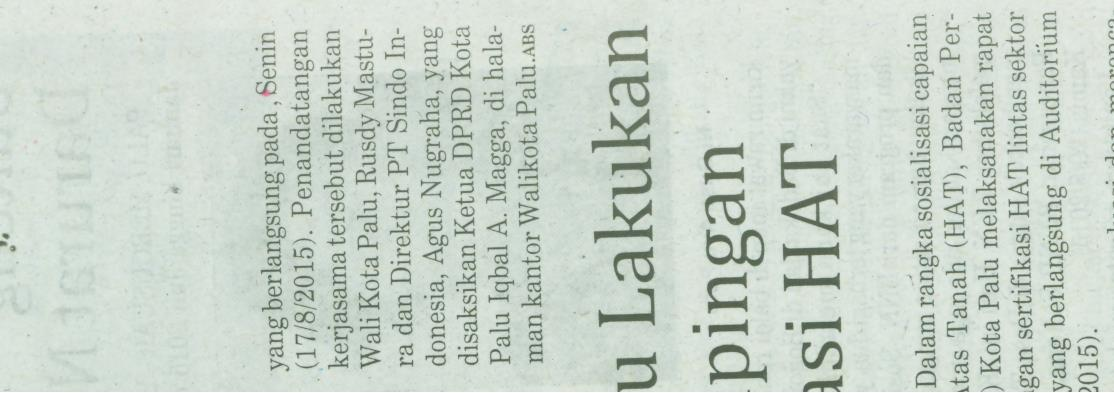 yang berlangsung pada , Senin
(17/8/2015). Penandatangan
kerjasama tersebut dilakukan
Wali Kota Palu, Rusdy Mastu-
ra dan Direktur PT Sindo In-
donesia, Agus Nugraha, yang
disaksikan Ketua DPRD Kota
Palu Iqbal A. Magga, di hala-
man kantor Walikota Palu.ABS
u Lakukan
pingan
asi HAT
Dalam rangka sosialisasi capaian
Atas Tanah (HAT), Badan Per-
) Kota Palu melaksanakan rapat
gan sertifikasi HAT lintas sektor
yang berlangsung di Auditorium
2015).